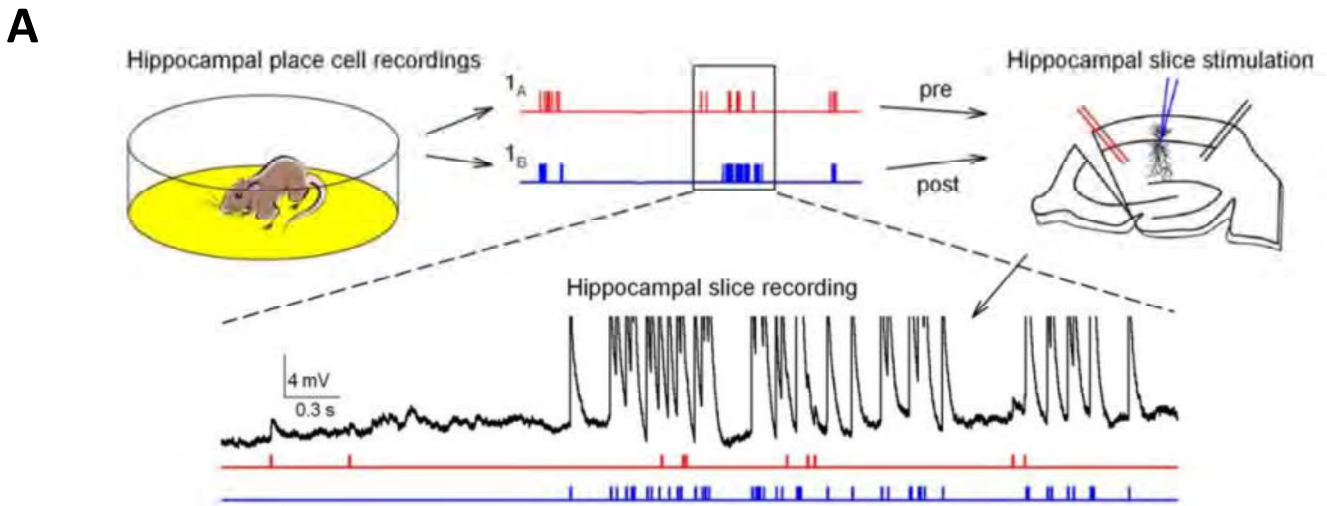 A
Hippocampal place cell recordings
1A
1B
pre
post
Hippocampal slice stimulation
Hippocampal slice recording
4 mV
0.3 s